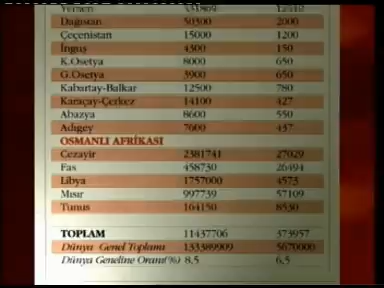 Dağıstan 50300 2000
Çeçenistan 15000 1200
İnguş 4300 150
K.Osetya 8000 650
G.Osetya 3900 650
Kabartay-Balkar 12500 780
Karaçay-Çerkez 14100 427
Abazya 8600 550
Adıgey 7600 437
OSMANLI AFRİKASI
Cezayir 2381741 27029
Fas 458730 26494
Libya 1757000 4573
Mısır 997739 57109
Tunus 164150 8530
TOPLAM 11437706 373957
Dünya Genel Toplamı 133389909 5670000
Dünya Geneline Oranı(%) 8,5 6,5